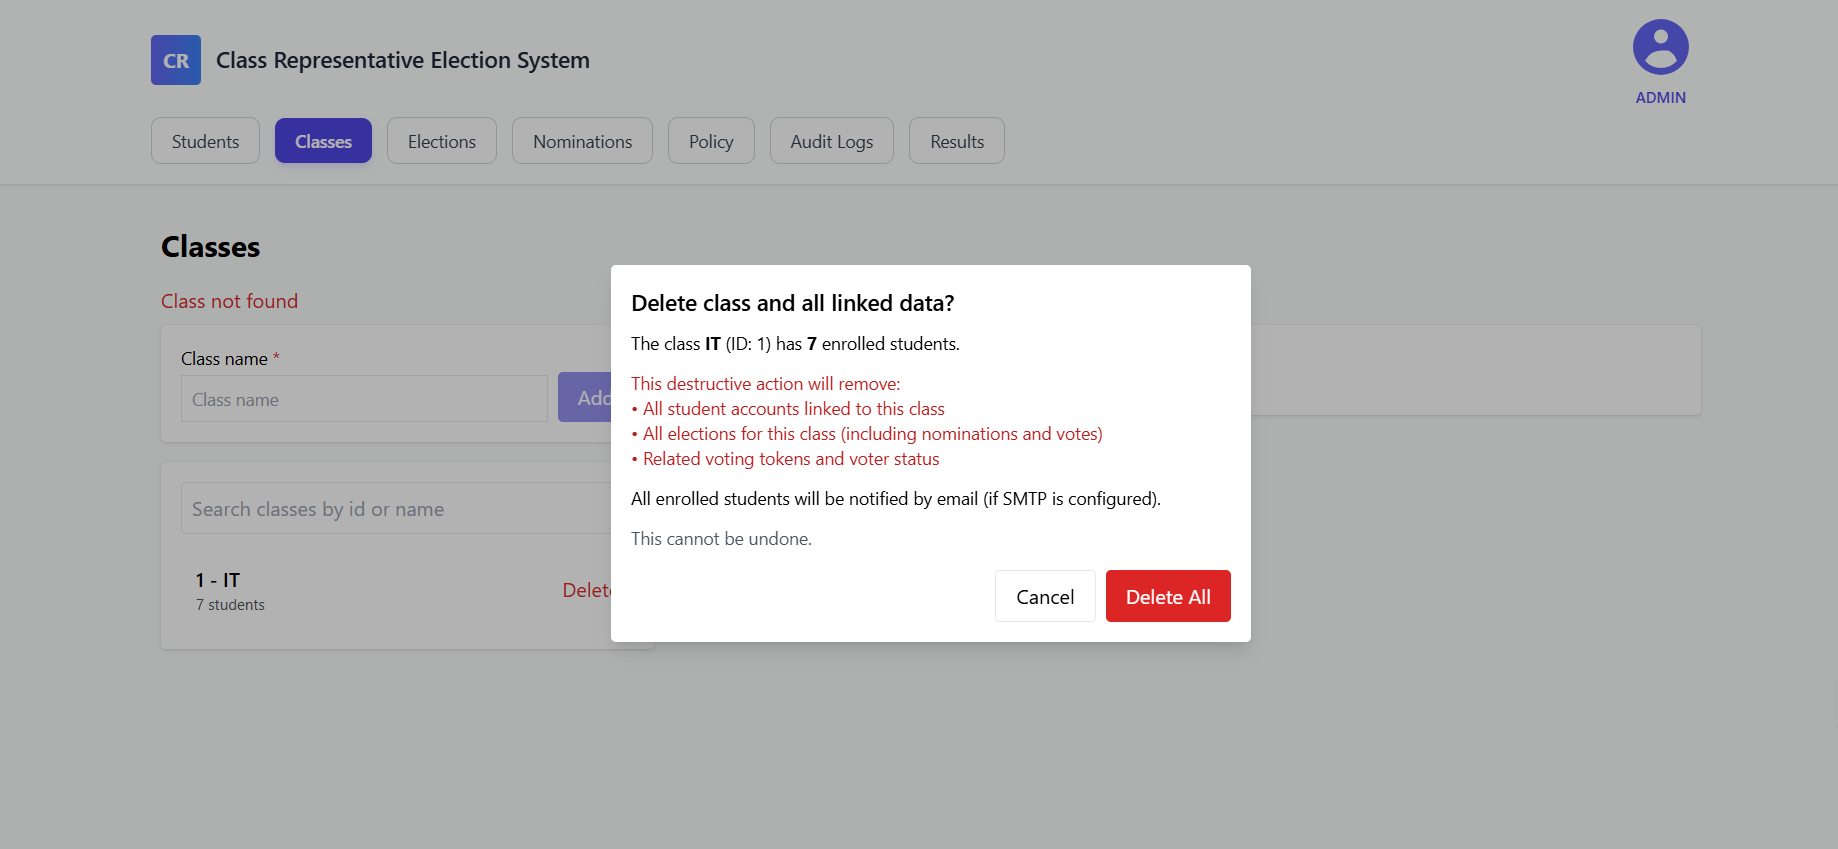 CR
Class Representative Election System
ADMIN
Students
Classes
Elections
Nominations
Policy
Audit Logs
Results
Classes
Class not found
Class name *
Class name
Add
Search classes by id or name
1 - IT
7 students
Delete
Delete class and all linked data?
The class IT (ID: 1) has 7 enrolled students.
This destructive action will remove:
• All student accounts linked to this class
• All elections for this class (including nominations and votes)
• Related voting tokens and voter status
All enrolled students will be notified by email (if SMTP is configured).
This cannot be undone.
Cancel
Delete All